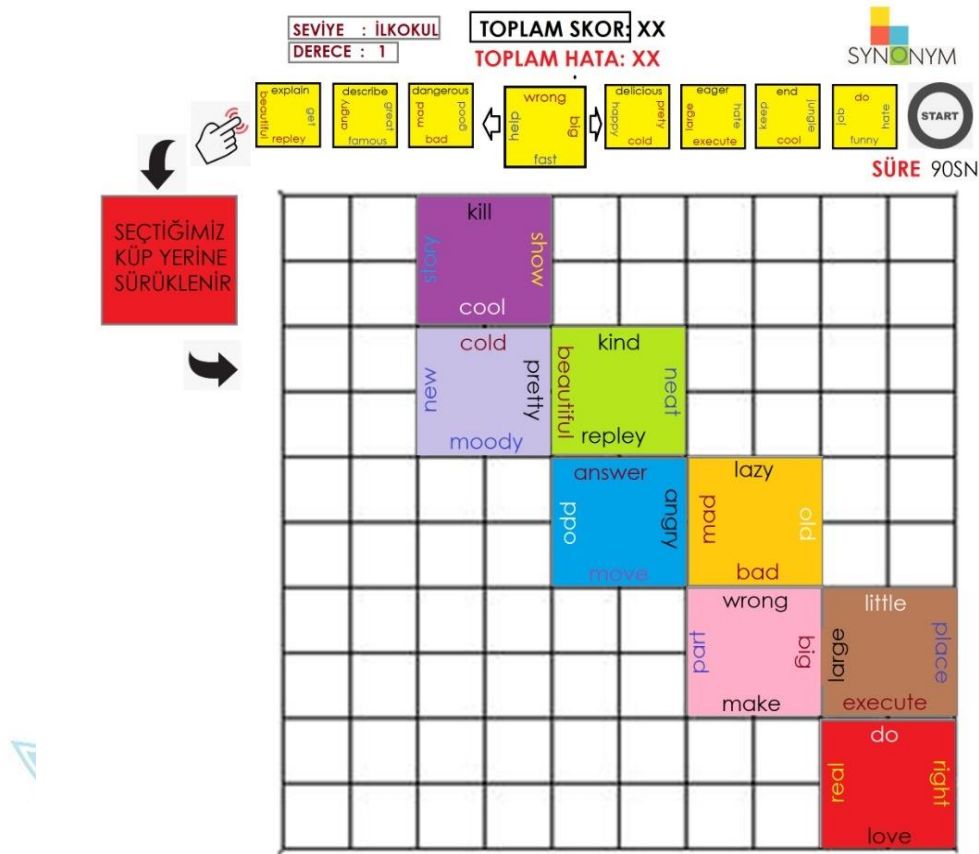 SEVİYE : İLKOKUL
DERECE : 1
TOPLAM SKOR: XX
TOPLAM HATA: XX
SYNONYM
explain
beautiful
get
repley
describe
angry
great
famous
dangerous
mad
good
bad
wrong
help
big
fast
delicious
happy
prety
cold
eager
large
hate
execute
end
keep
jungle
cool
do
job
hate
funny
START
SÜRE 90SN
SEÇTİĞİMİZ
KÜP YERİNE
SÜRÜKLENİR
kill
story
show
cool
cold
new
pretty
moody
kind
beautiful
neat
repley
answer
odd
angry
move
lazy
mad
old
bad
wrong
part
big
make
little
large
place
execute
do
real
right
love